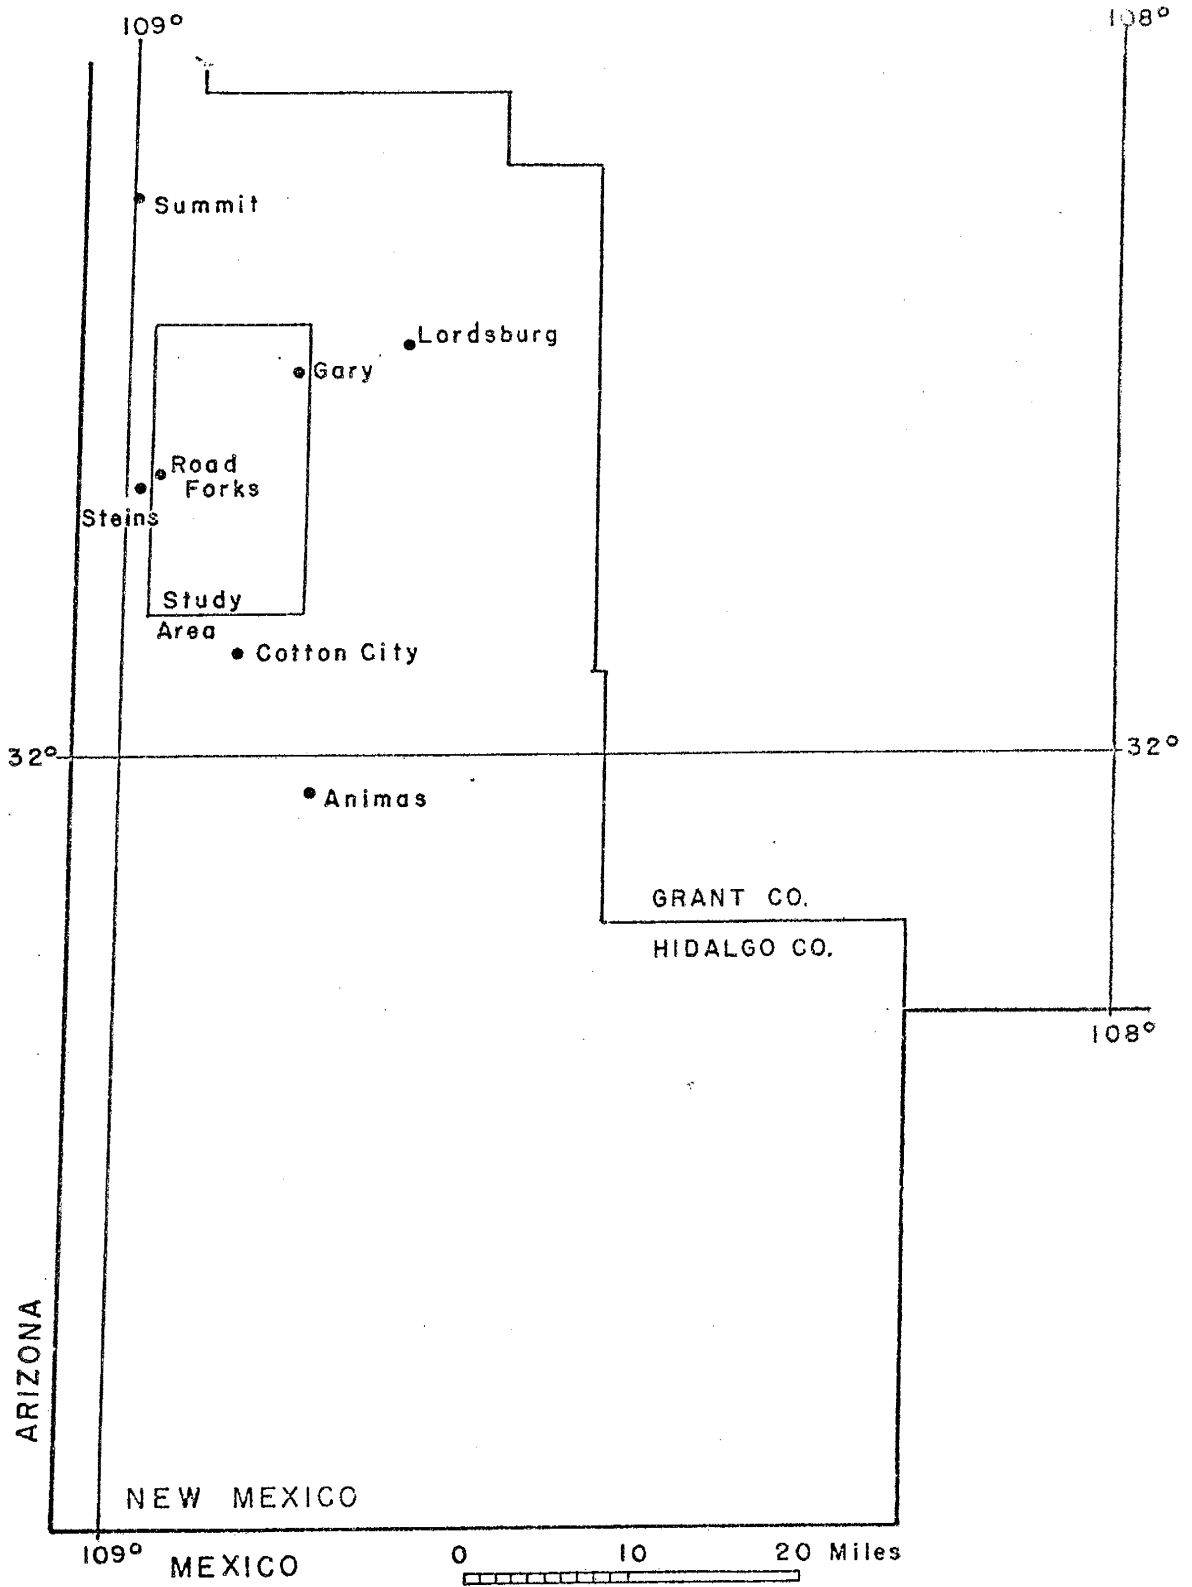 109°
108°
Summit
Lordsburg
Gary
Road
Forks
Steins
Study
Area
Cotton City
32°
32°
Animas
GRANT CO.
HIDALGO CO.
108°
ARIZONA
NEW MEXICO
109°
MEXICO
0 10 20 Miles